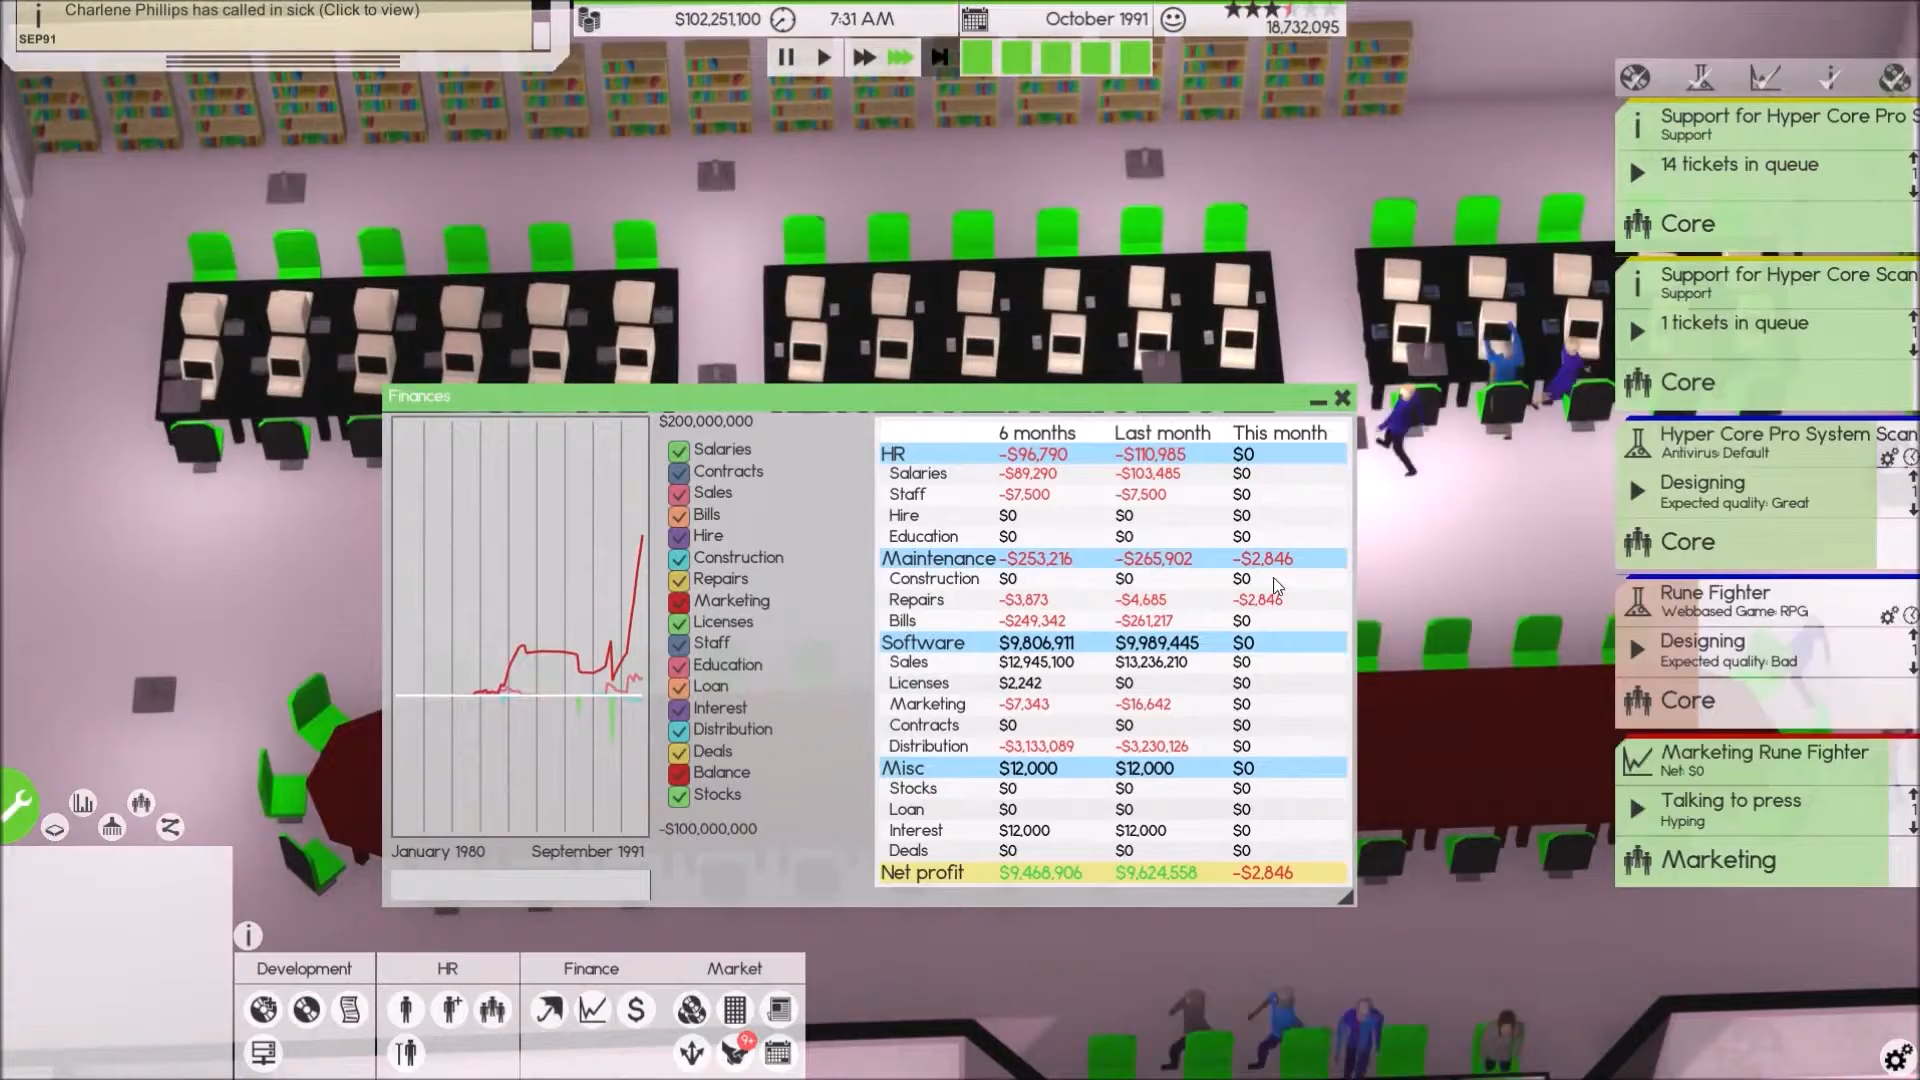 Charlene Phillips has called in sick (Click to view)
SEP91
$102,251,100
7:31 AM
October 1991
18,732,095
Support for Hyper Core Pro S
Support
14 tickets in queue
1
Core
Support for Hyper Core Scan
Support
1 tickets in queue
1
Core
Hyper Core Pro System Scan
Antivirus: Default
Designing
Expected quality: Great
1
Core
Rune Fighter
Webbased Game: RPG
Designing
Expected quality: Bad
1
Core
Marketing Rune Fighter
Net: $0
Talking to press
Hyping
1
Marketing
Finances
$200,000,000
-$100,000,000
January 1980 September 1991
Salaries
Contracts
Sales
Bills
Hire
Construction
Repairs
Marketing
Licenses
Staff
Education
Loan
Interest
Distribution
Deals
Balance
Stocks
6 months Last month This month
HR -$96,790 -$110,985 $0
Salaries -$89,290 -$103,485 $0
Staff -$7,500 -$7,500 $0
Hire $0 $0 $0
Education $0 $0 $0
Maintenance -$253,216 -$265,902 -$2,846
Construction $0 $0 $0
Repairs -$3,873 -$4,685 -$2,846
Bills -$249,342 -$261,217 $0
Software $9,806,911 $9,989,445 $0
Sales $12,945,100 $13,236,210 $0
Licenses $2,242 $0 $0
Marketing -$7,343 -$16,642 $0
Contracts $0 $0 $0
Distribution -$3,133,089 -$3,230,126 $0
Misc $12,000 $12,000 $0
Stocks $0 $0 $0
Loan $0 $0 $0
Interest $12,000 $12,000 $0
Deals $0 $0 $0
Net profit $9,468,906 $9,624,558 -$2,846
Development HR Finance Market
9+